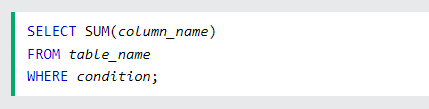 SELECT SUM(column_name)
FROM table_name
WHERE condition;